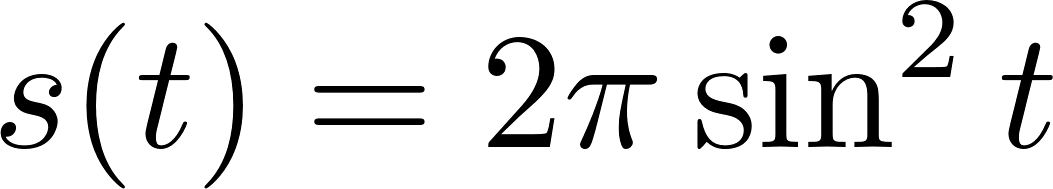 s(t) = 2π sin² t